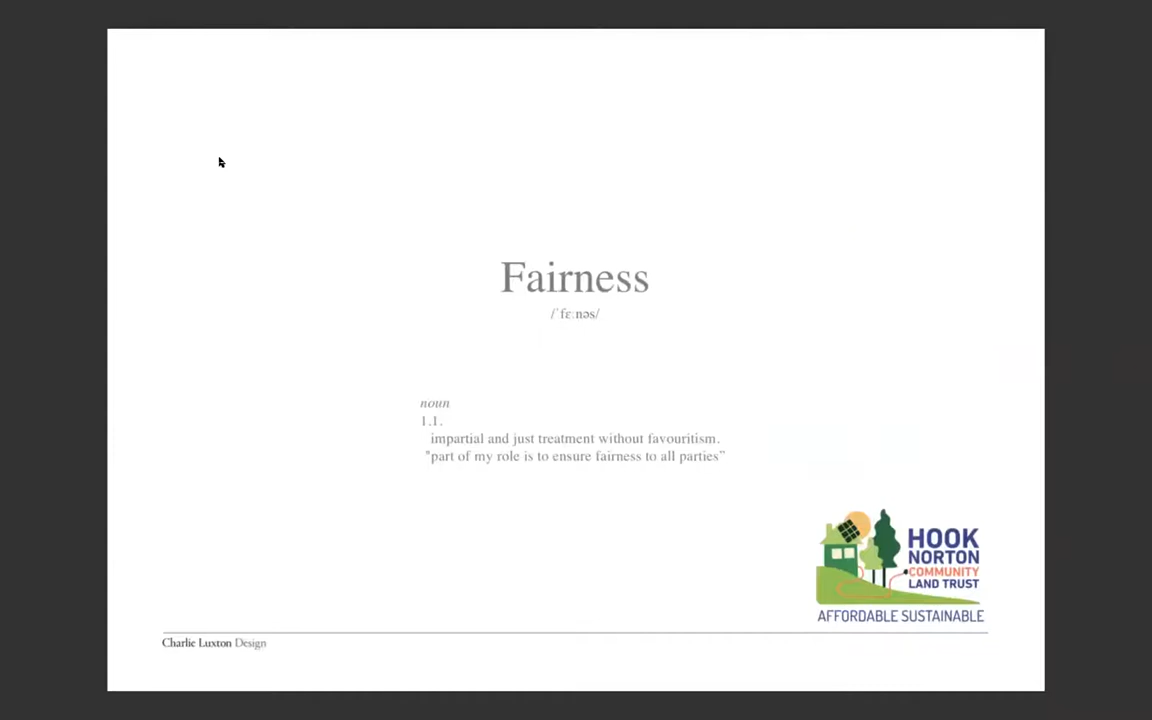 Fairness
/ˈfɛːnəs/
noun
1.1.
impartial and just treatment without favouritism.
"part of my role is to ensure fairness to all parties”
HOOK
NORTON
COMMUNITY
LAND TRUST
AFFORDABLE SUSTAINABLE
Charlie Luxton Design